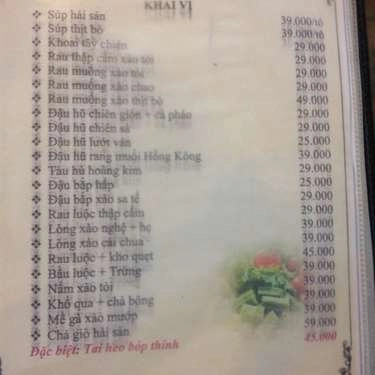 KHAI VỊ
❖ Súp hải sản 39.000/tô
❖ Súp thịt bò 39.000/tô
❖ Khoai tây chiên 29.000
❖ Rau thập cẩm xào tỏi 29.000
❖ Rau muống xào tỏi 29.000
❖ Rau muống xào chao 29.000
❖ Rau muống xào thịt bò 49.000
❖ Đậu hũ chiên giòn + cà pháo 29.000
❖ Đậu hũ chiên sả 29.000
❖ Đậu hũ lướt ván 25.000
❖ Đậu hũ rang muối Hồng Kông 39.000
❖ Tàu hủ hoàng kim 29.000
❖ Đậu bắp hấp 25.000
❖ Đậu bắp xào sa tế 29.000
❖ Rau luộc thập cẩm 29.000
❖ Lòng xào nghệ + hẹ 39.000
❖ Lòng xào cải chua 39.000
❖ Rau luộc + kho quẹt 45.000
❖ Bầu luộc + Trứng 39.000
❖ Nấm xào tỏi 39.000
❖ Khổ qua + chà bông 39.000
❖ Mề gà xào mướp 39.000
❖ Chả giò hải sản 59.000
Đặc biệt: Tai heo bóp thính 45.000